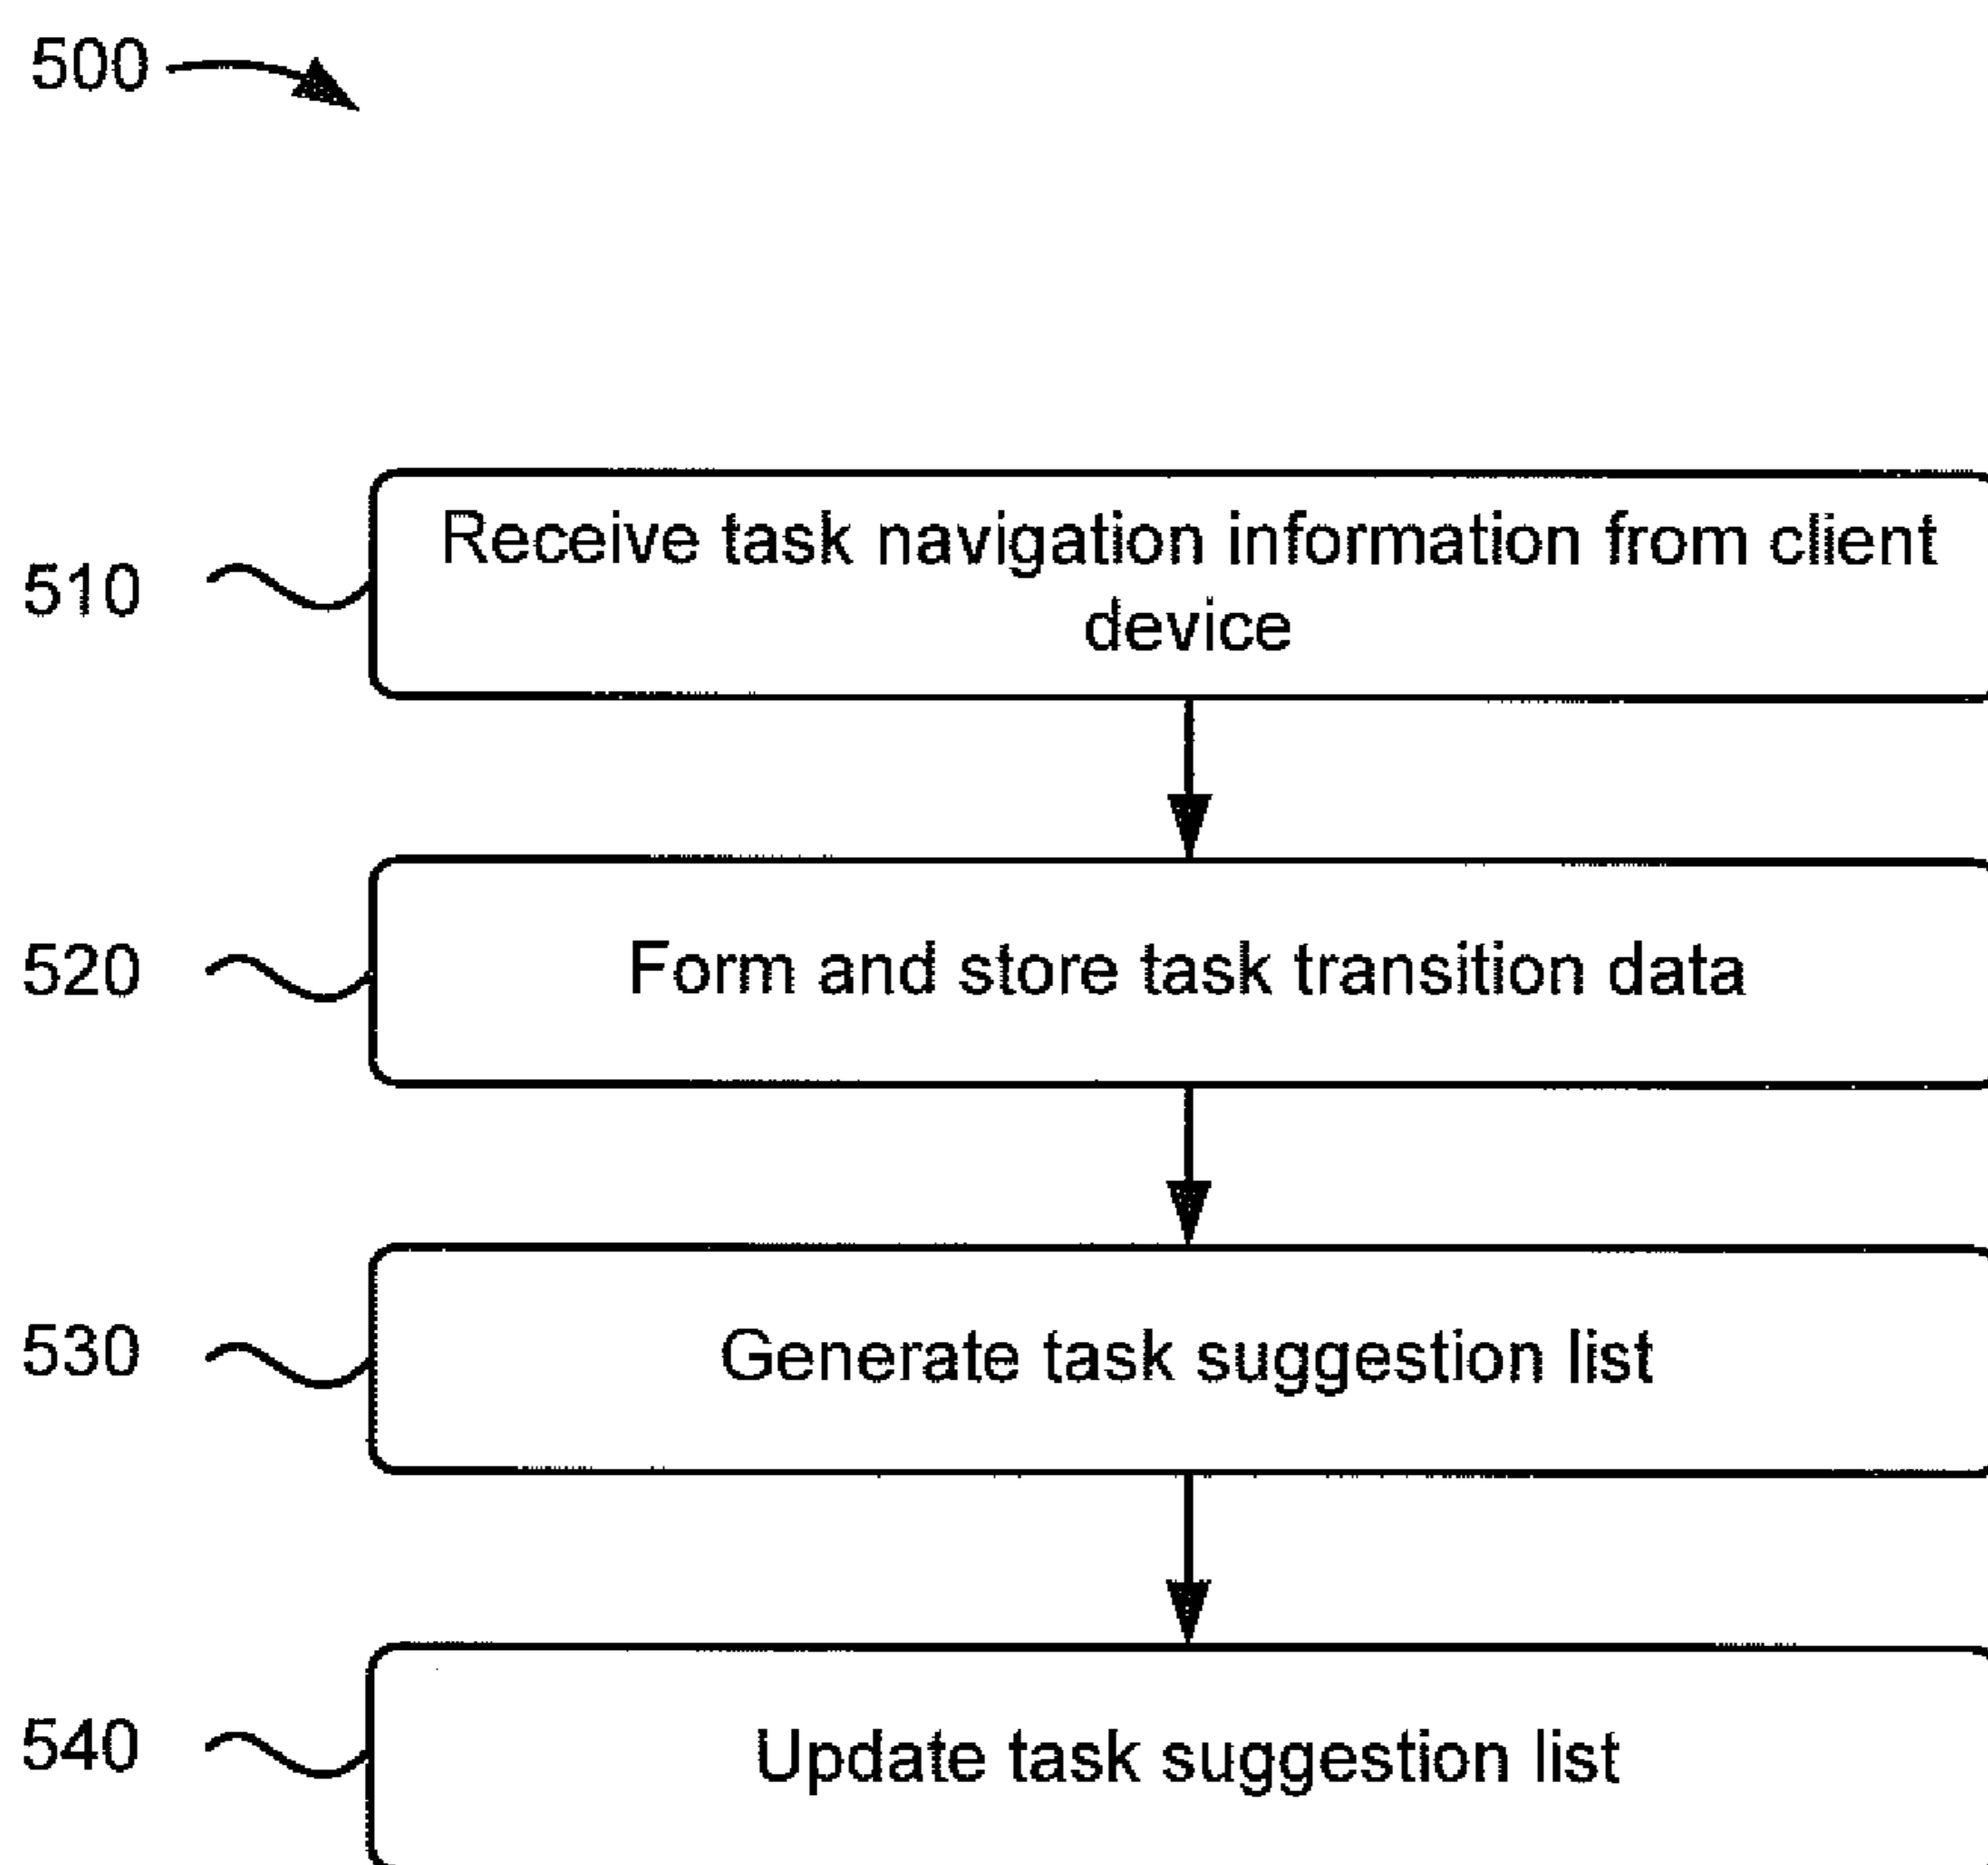 500
510
Receive task navigation information from client
device
520
Form and store task transition data
530
Generate task suggestion list
540
Update task suggestion list